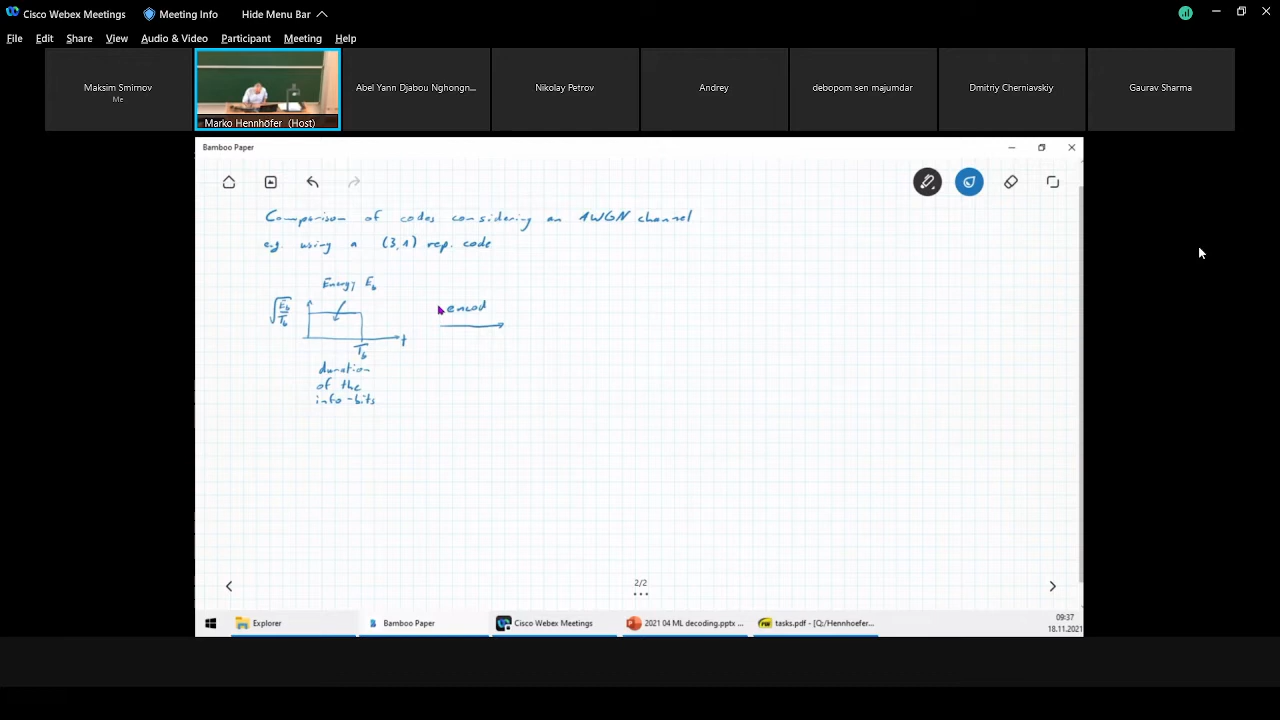 Cisco Webex Meetings
Meeting Info
Hide Menu Bar
File Edit Share View Audio & Video Participant Meeting Help
Maksim Smirnov
Me
Marko Hennhöfer (Host)
Abel Yann Djabou Nghongn...
Nikolay Petrov
Andrey
debopom sen majumdar
Dmitriy Cherniavskiy
Gaurav Sharma
Bamboo Paper
Comparison of codes considering an AWGN channel
e.g. using a (3,1) rep. code
Energy E_b
√(E_b/T_b)
encod
t
T_b
duration
of the
info-bits
2/2
Explorer
Bamboo Paper
Cisco Webex Meetings
2021 04 ML decoding.pptx ...
tasks.pdf - [Q:/Hennhoefer...
09:37
18.11.2021